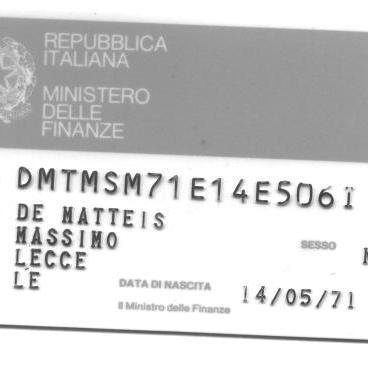 REPUBBLICA
ITALIANA
MINISTERO
DELLE
FINANZE
DMTMSM71E14E506I
DE MATTEIS
MASSIMO
SESSO
LECCE
LE
DATA DI NASCITA
14/05/71
Il Ministro delle Finanze